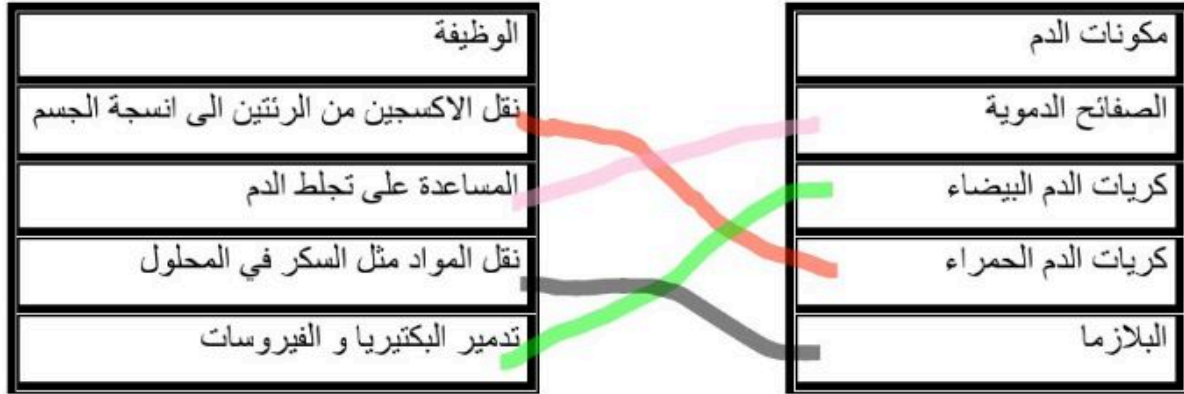 مكونات الدم
الوظيفة
الصفائح الدموية
نقل الاكسجين من الرئتين الى انسجة الجسم
كريات الدم البيضاء
المساعدة على تجلط الدم
كريات الدم الحمراء
نقل المواد مثل السكر في المحلول
البلازما
تدمير البكتيريا و الفيروسات